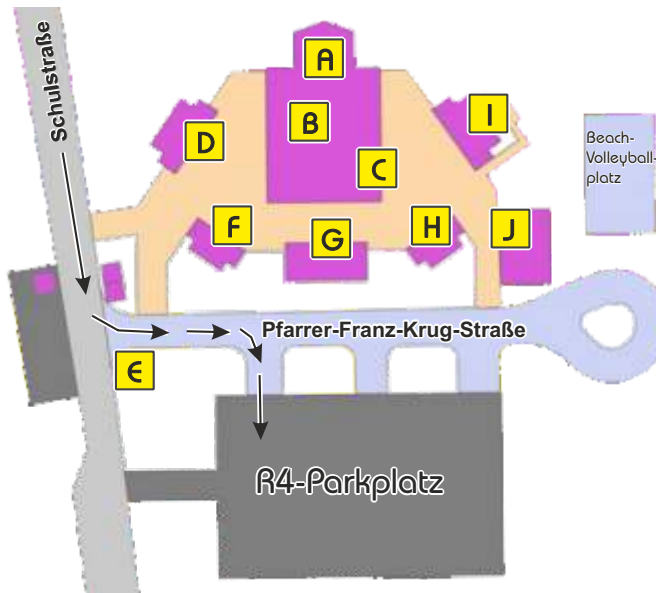 Schulstraße
A
B
C
D
I
F
G
H
J
Beach-
Volleyball-
platz
Pfarrer-Franz-Krug-Straße
E
R4-Parkplatz